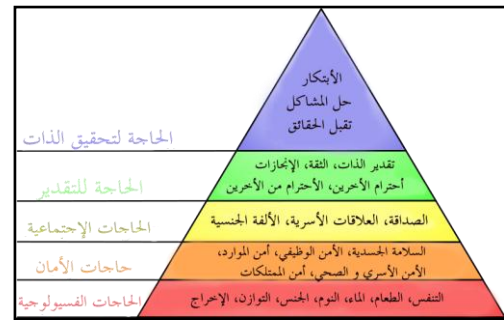 الأبتكار
حل المشاكل
تقبل الحقائق
الحاجة لتحقيق الذات
تقدير الذات، الثقة، الإنجازات
أحترام الأخرين، الأحترام من الأخرين
الحاجة للتقدير
الصداقة، العلاقات الأسرية، الألفة الجنسية
الحاجات الإجتماعية
السلامة الجسدية، الأمن الوظيفي، أمن الموارد،
الأمن الأسري و الصحي، أمن الممتلكات
حاجات الأمان
التنفس، الطعام، الماء، النوم، الجنس، التوازن، الإخراج
الحاجات الفسيولوجية